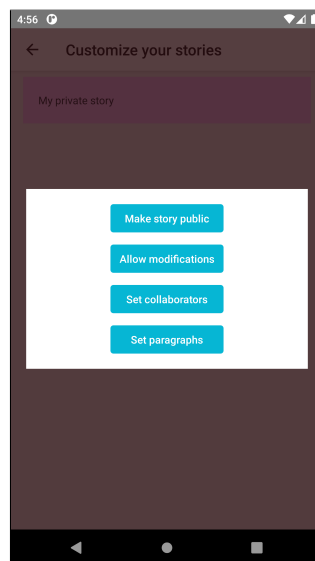 4:56
Customize your stories
My private story
Make story public
Allow modifications
Set collaborators
Set paragraphs